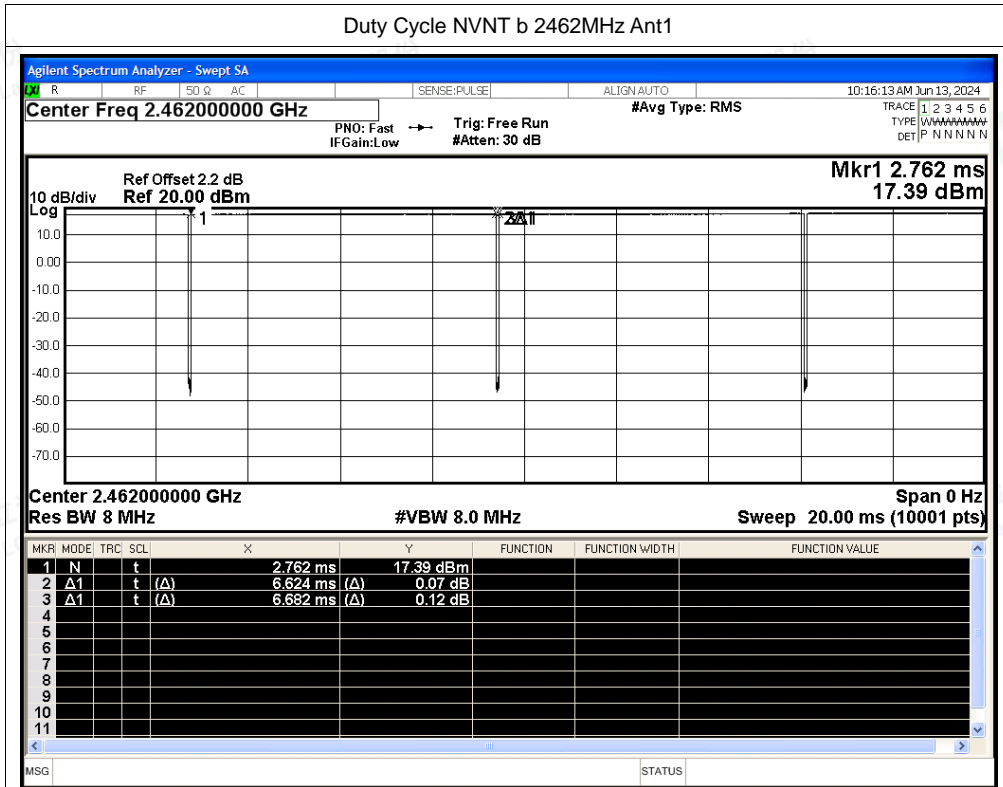 Duty Cycle NVNT b 2462MHz Ant1
Agilent Spectrum Analyzer - Swept SA
LXI R RF 50 Ω AC SENSE:PULSE ALIGN AUTO 10:16:13 AM Jun 13, 2024
Center Freq 2.462000000 GHz #Avg Type: RMS TRACE 1 2 3 4 5 6
PNO: Fast Trig: Free Run TYPE WWWWWW
IFGain:Low #Atten: 30 dB DET P N N N N N
Mkr1 2.762 ms
Ref Offset 2.2 dB
10 dB/div Ref 20.00 dBm 17.39 dBm
Log
1
10.0
0.00
-10.0
-20.0
-30.0
-40.0
-50.0
-60.0
-70.0
Center 2.462000000 GHz Span 0 Hz
Res BW 8 MHz #VBW 8.0 MHz Sweep 20.00 ms (10001 pts)
MKR MODE TRC SCL X Y FUNCTION FUNCTION WIDTH FUNCTION VALUE
1 N t 2.762 ms 17.39 dBm
2 Δ1 t (Δ) 6.624 ms (Δ) 0.07 dB
3 Δ1 t (Δ) 6.682 ms (Δ) 0.12 dB
4
5
6
7
8
9
10
11
MSG STATUS